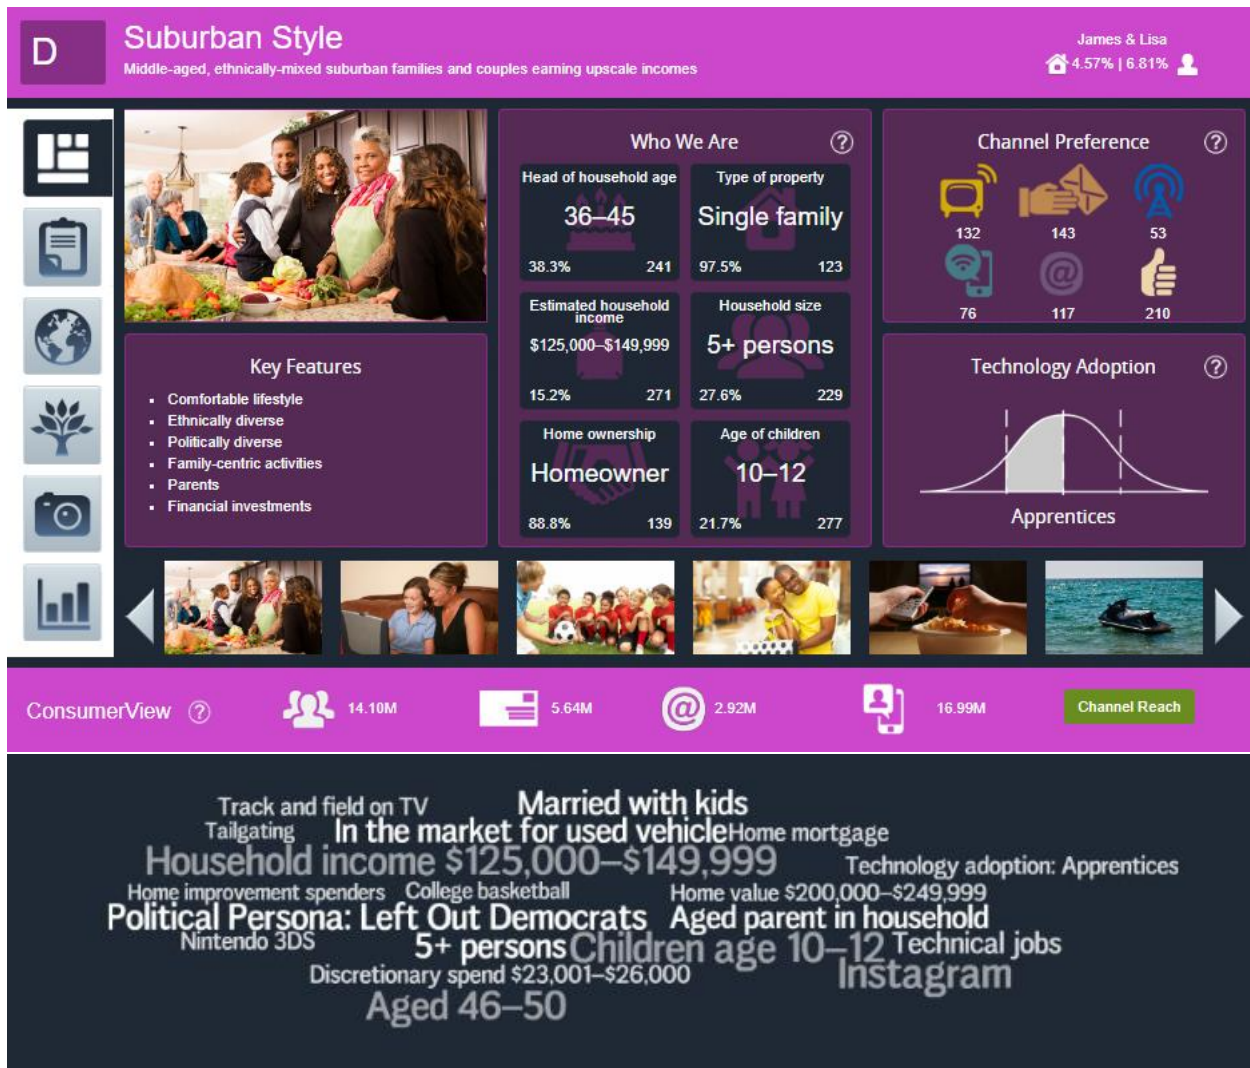 D
Suburban Style
Middle-aged, ethnically-mixed suburban families and couples earning upscale incomes
James & Lisa
4.57% | 6.81%
Who We Are ?
Head of household age
36–45
38.3% 241
Type of property
Single family
97.5% 123
Estimated household
income
$125,000–$149,999
15.2% 271
Household size
5+ persons
27.6% 229
Home ownership
Homeowner
88.8% 139
Age of children
10–12
21.7% 277
Channel Preference ?
132 143 53
@
76 117 210
Key Features
Comfortable lifestyle
Ethnically diverse
Politically diverse
Family-centric activities
Parents
Financial investments
Technology Adoption ?
Apprentices
ConsumerView ? 14.10M 5.64M @ 2.92M 16.99M Channel Reach
Track and field on TV Married with kids
Tailgating In the market for used vehicle Home mortgage
Household income $125,000–$149,999 Technology adoption: Apprentices
Home improvement spenders College basketball Home value $200,000–$249,999
Political Persona: Left Out Democrats Aged parent in household
Nintendo 3DS 5+ persons Children age 10–12 Technical jobs
Discretionary spend $23,001–$26,000 Instagram
Aged 46–50